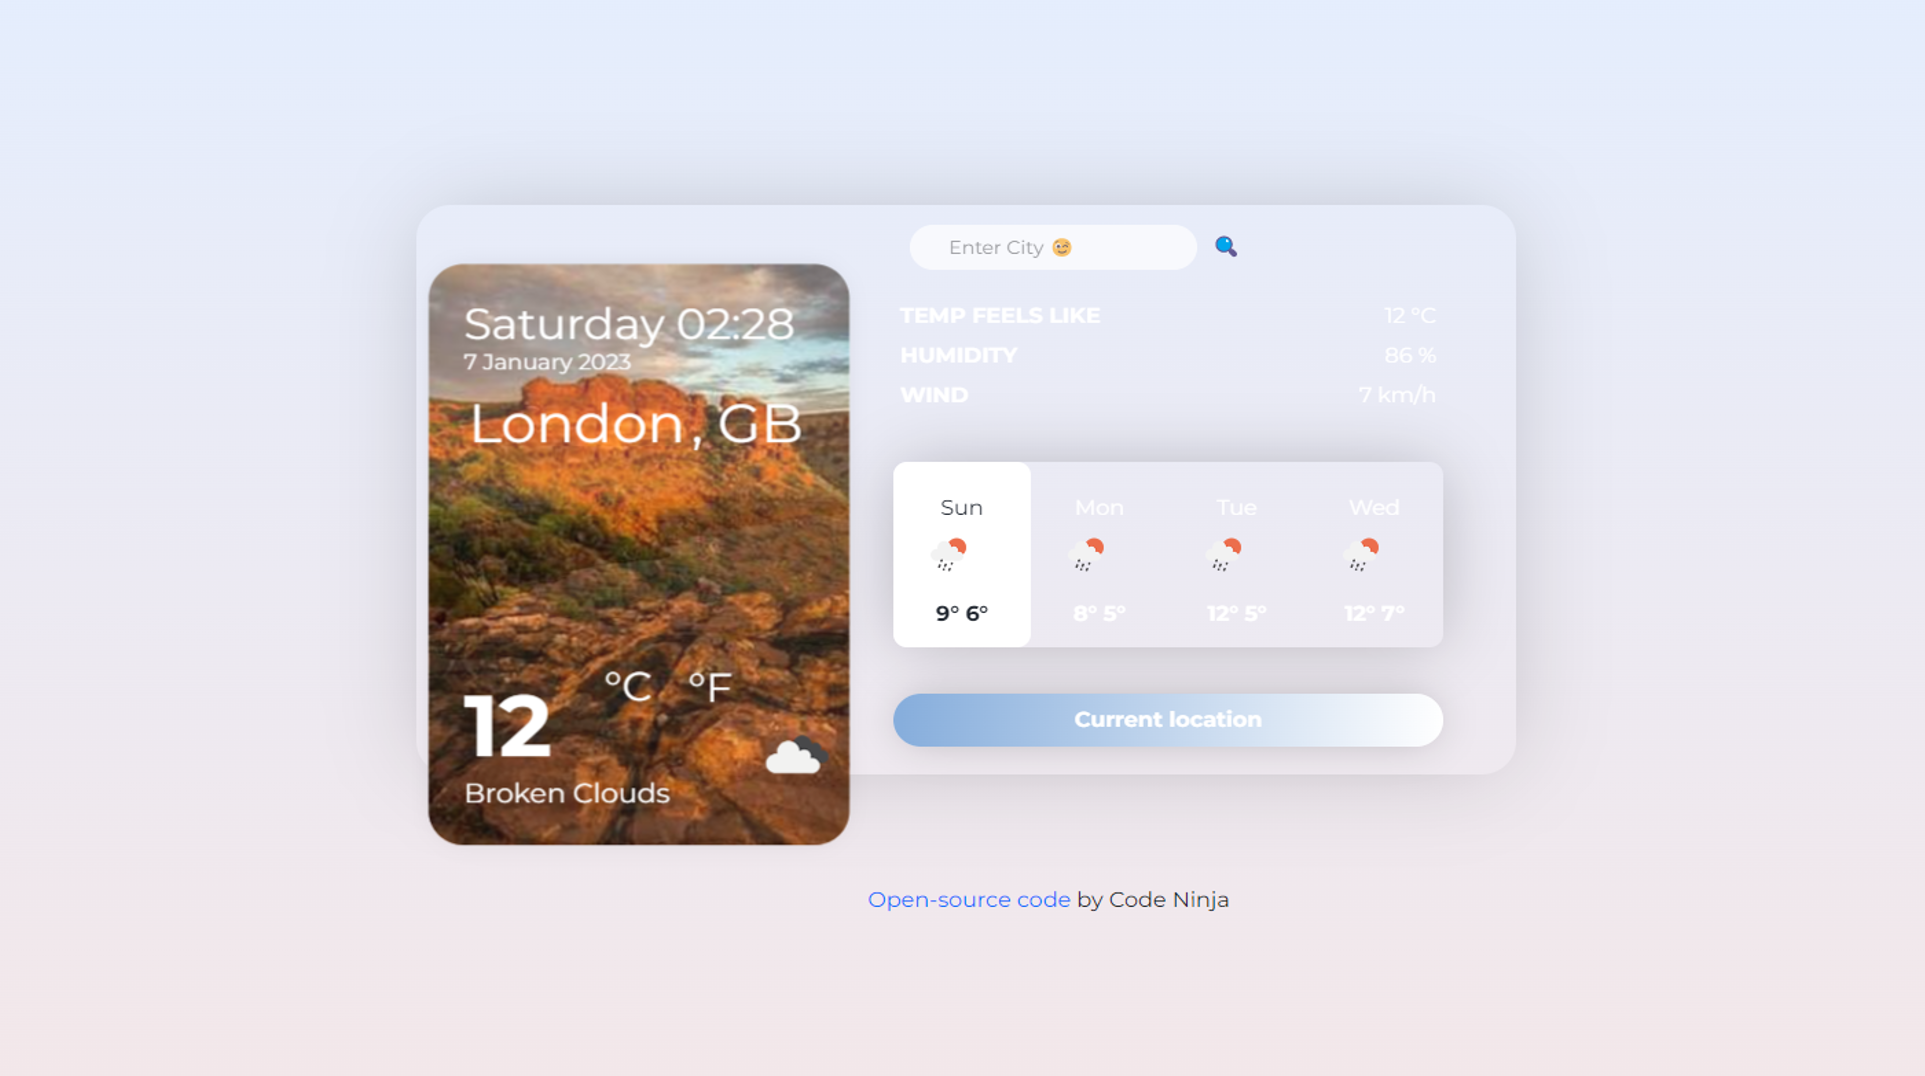 Enter City
Saturday 02:28
7 January 2023
London, GB
12
°C °F
Broken Clouds
TEMP FEELS LIKE 12 °C
HUMIDITY 86 %
WIND 7 km/h
Sun Mon Tue Wed
9° 6° 8° 5° 12° 5° 12° 7°
Current location
Open-source code by Code Ninja